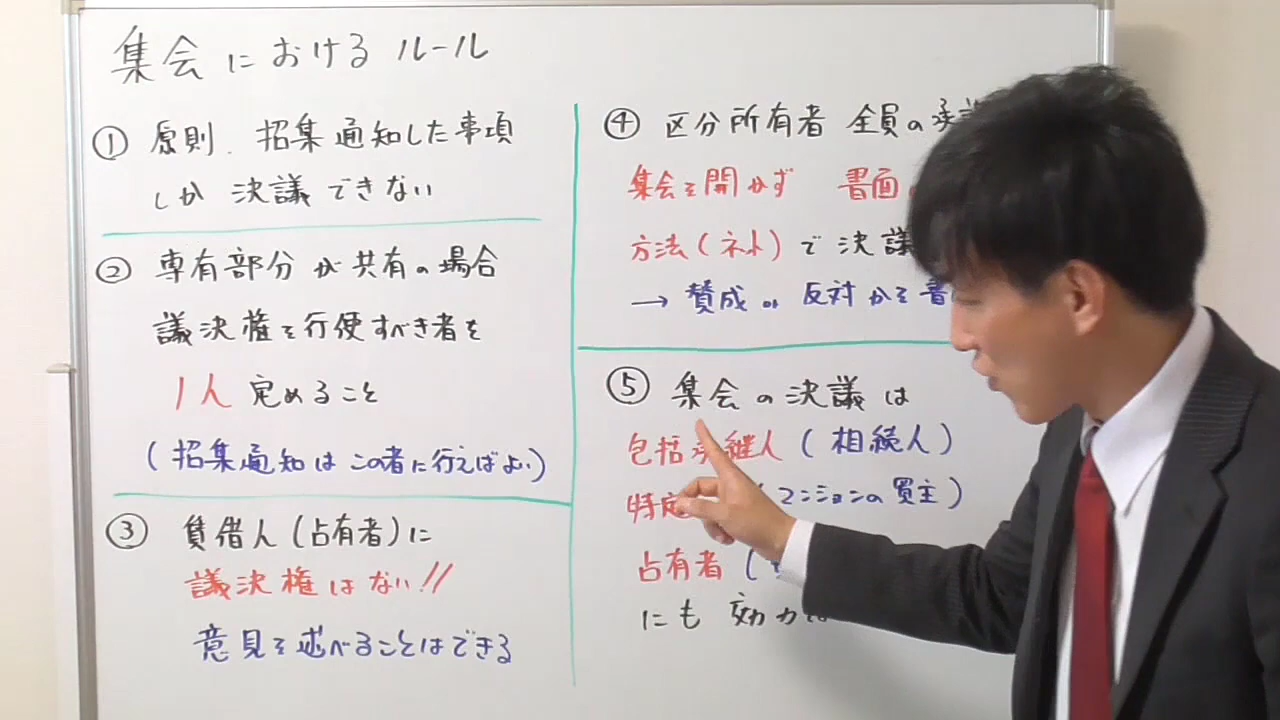 集会におけるルール
① 原則、招集通知した事項
しか決議できない
② 専有部分が共有の場合
議決権を行使すべき者を
1人 定めること
(招集通知はこの者に行えばよい)
③ 賃借人(占有者)に
議決権はない!!
意見を述べることはできる
④ 区分所有者 全員の承諾
集会を開かず 書面
方法(ネット)で決議
→ 賛成 or 反対かを書
⑤ 集会の決議は
包括承継人(相続人)
特定 (マンションの買主)
占有者(
にも 効力